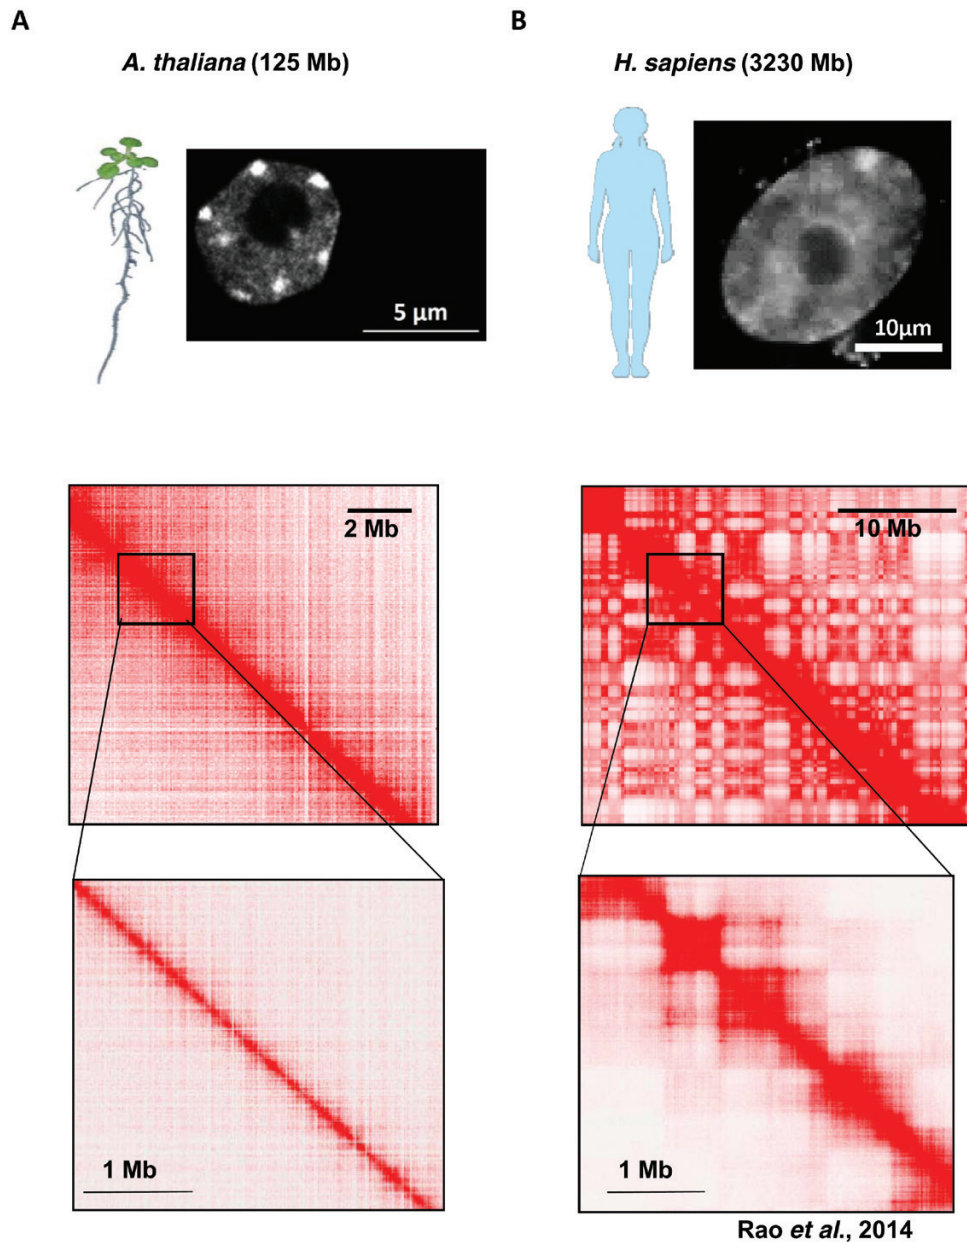 A
B
A. thaliana (125 Mb)
H. sapiens (3230 Mb)
5 µm
10µm
2 Mb
10 Mb
1 Mb
1 Mb
Rao et al., 2014